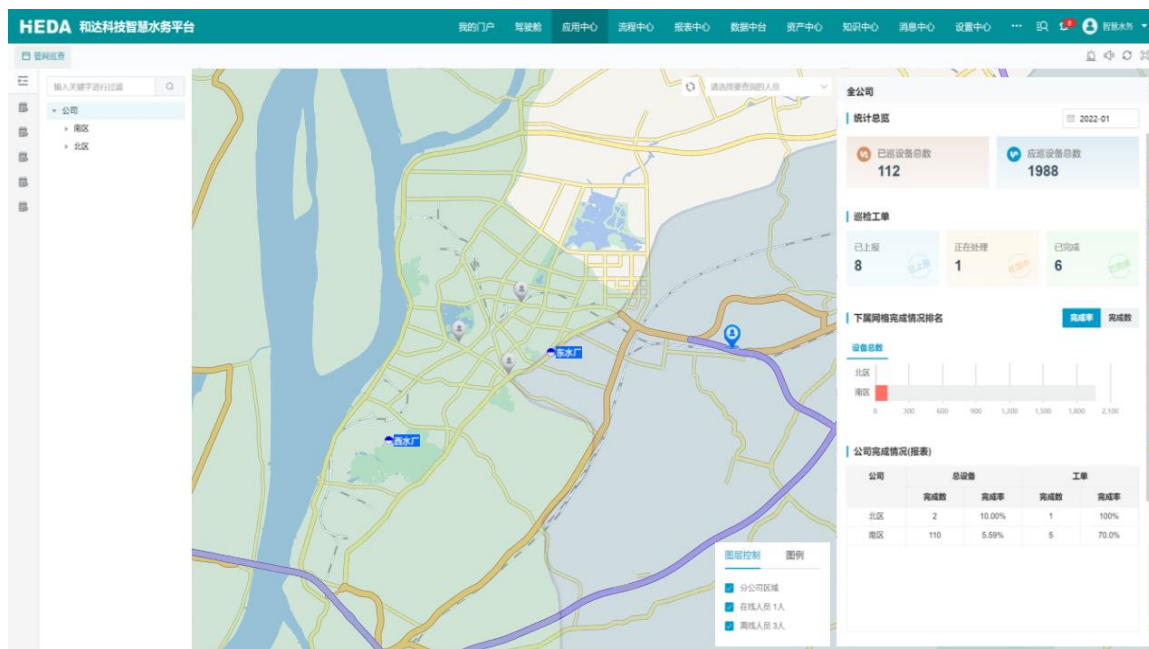 HEDA 和达科技智慧水务平台
我的门户 驾驶舱 应用中心 流程中心 报表中心 数据中台 资产中心 知识中心 消息中心 设置中心 ··· 智慧水务
管网巡查
输入关键字进行过滤
公司
南区
北区
请选择要查询的人员
东水厂
西水厂
图层控制 图例
分公司区域
在线人员 1人
离线人员 3人
全公司
统计总览 2022-01
已巡设备总数 应巡设备总数
112 1988
巡检工单
已上报 正在处理 已完成
8 1 6
下属网格完成情况排名 完成率 完成数
设备总数
北区
南区
0 300 600 900 1,200 1,500 1,800 2,100
公司完成情况(报表)
公司 总设备 工单
完成数 完成率 完成数 完成率
北区 2 10.00% 1 100%
南区 110 5.59% 5 70.0%